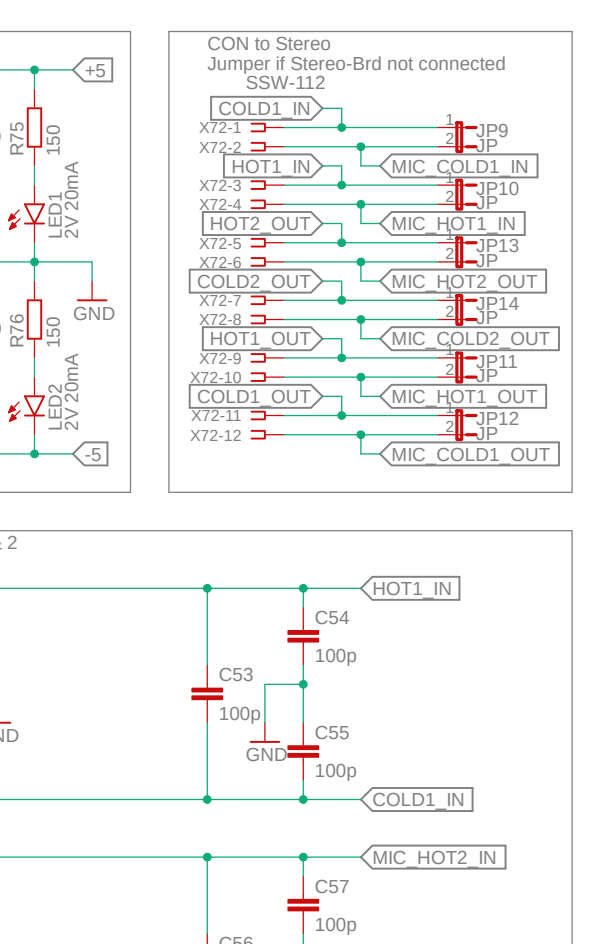 +5
R75
150
LED1
2V 20mA
GND
R76
150
LED2
2V 20mA
-5
CON to Stereo
Jumper if Stereo-Brd not connected
SSW-112
COLD1_IN
X72-1
1
JP9
X72-2
2
JP
HOT1_IN
MIC_COLD1_IN
X72-3
1
JP10
X72-4
2
JP
HOT2_OUT
MIC_HOT1_IN
X72-5
1
JP13
X72-6
2
JP
COLD2_OUT
MIC_HOT2_OUT
X72-7
1
JP14
X72-8
2
JP
HOT1_OUT
MIC_COLD2_OUT
X72-9
1
JP11
X72-10
2
JP
COLD1_OUT
MIC_HOT1_OUT
X72-11
1
JP12
X72-12
2
JP
MIC_COLD1_OUT
2
HOT1_IN
C54
100p
C53
100p
GND
C55
100p
COLD1_IN
MIC_HOT2_IN
C57
100p
C56